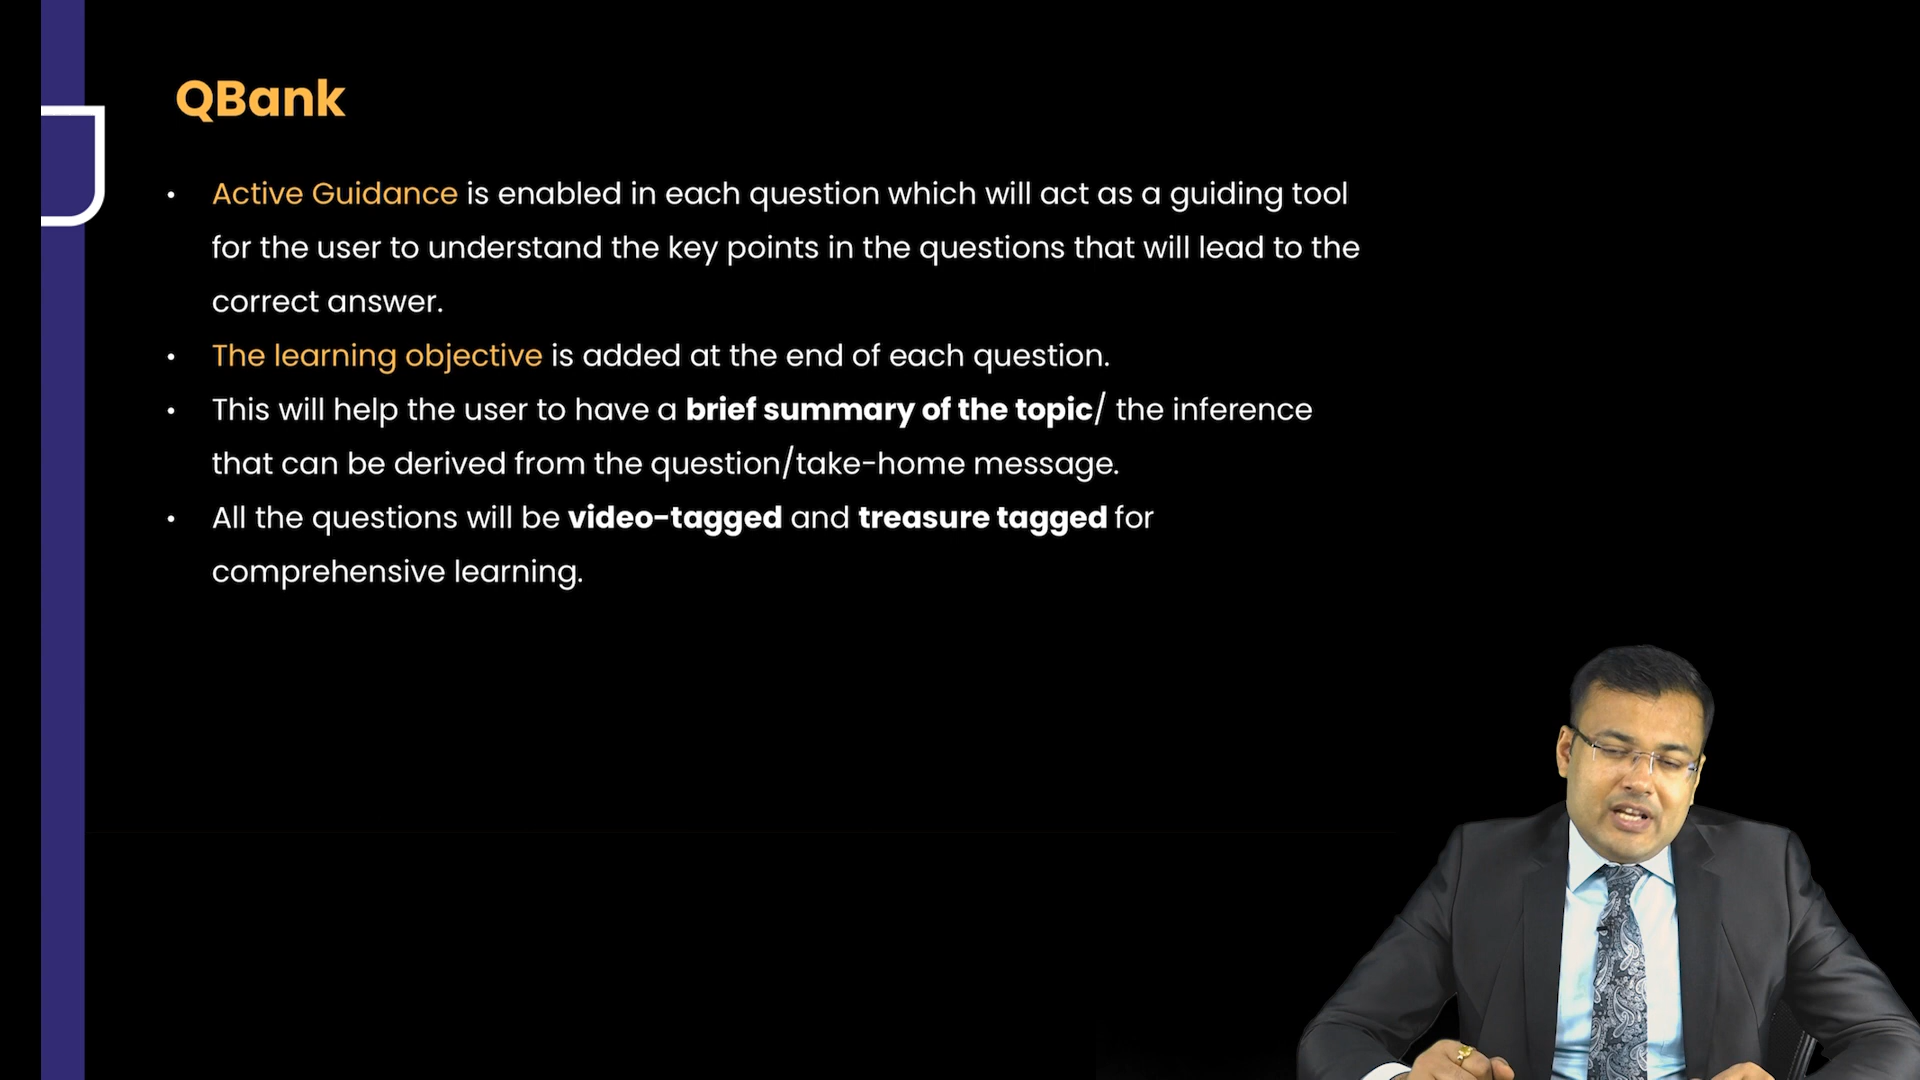 QBank
• Active Guidance is enabled in each question which will act as a guiding tool
for the user to understand the key points in the questions that will lead to the
correct answer.
• The learning objective is added at the end of each question.
• This will help the user to have a brief summary of the topic/ the inference
that can be derived from the question/take-home message.
• All the questions will be video-tagged and treasure tagged for
comprehensive learning.